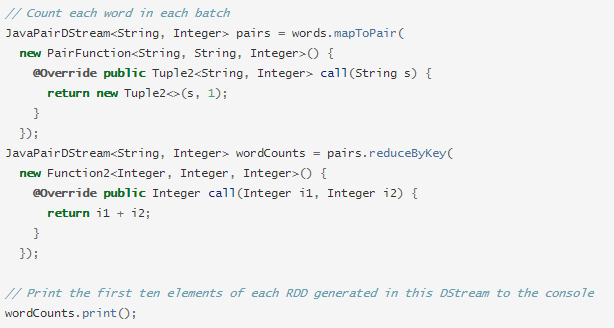 // Count each word in each batch
JavaPairDStream<String, Integer> pairs = words.mapToPair(
  new PairFunction<String, String, Integer>() {
    @Override public Tuple2<String, Integer> call(String s) {
      return new Tuple2<>(s, 1);
    }
  });
JavaPairDStream<String, Integer> wordCounts = pairs.reduceByKey(
  new Function2<Integer, Integer, Integer>() {
    @Override public Integer call(Integer i1, Integer i2) {
      return i1 + i2;
    }
  });
// Print the first ten elements of each RDD generated in this DStream to the console
wordCounts.print();